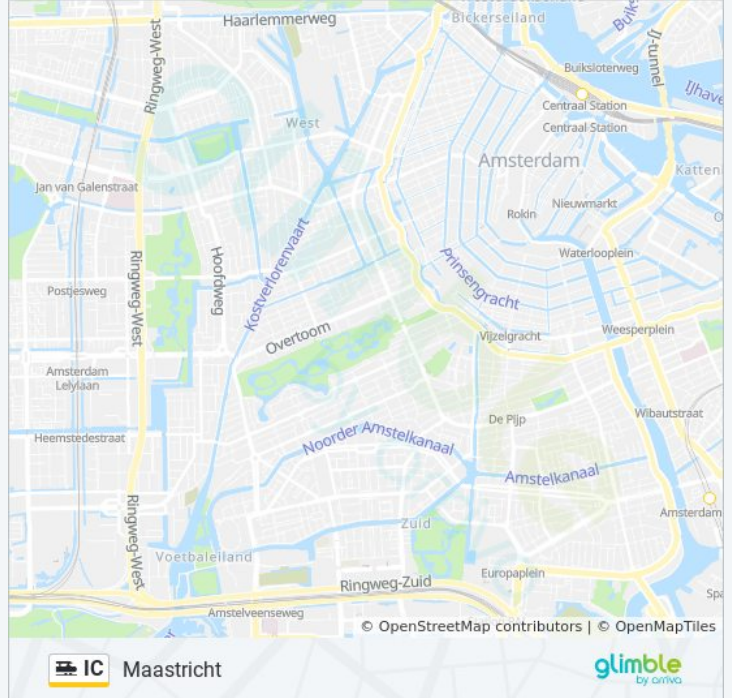 Haarlemmerweg
Bickerseiland
Buiks
IJ-tunnel
Ringweg-West
Buiksloterweg
IJhave
Centraal Station
Centraal Station
West
Amsterdam
Katten
Jan van Galenstraat
Nieuwmarkt
Rokin
O
Kostverlorenvaart
Hoofdweg
Prinsengracht
Waterlooplein
Ringweg-West
Postjesweg
Overtoom
Vijzelgracht
Weesperplein
Amsterdam
Lelylaan
De Pijp
Wibautstraat
Heemstedestraat
Noorder Amstelkanaal
Amstelkanaal
Ringweg-West
Amsterdam
Zuid
Voetbaleiland
Europaplein
Ringweg-Zuid
Spa
Amstelveenseweg
er
© OpenStreetMap contributors | © OpenMapTiles
IC Maastricht
glimble
by arriva